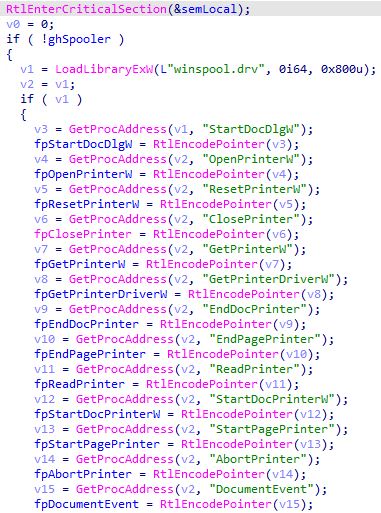 RtlEnterCriticalSection(&semLocal);
v0 = 0;
if ( !ghSpooler )
{
v1 = LoadLibraryExW(L"winspool.drv", 0i64, 0x800u);
v2 = v1;
if ( v1 )
{
v3 = GetProcAddress(v1, "StartDocDlgW");
fpStartDocDlgW = RtlEncodePointer(v3);
v4 = GetProcAddress(v2, "OpenPrinterW");
fpOpenPrinterW = RtlEncodePointer(v4);
v5 = GetProcAddress(v2, "ResetPrinterW");
fpResetPrinterW = RtlEncodePointer(v5);
v6 = GetProcAddress(v2, "ClosePrinter");
fpClosePrinter = RtlEncodePointer(v6);
v7 = GetProcAddress(v2, "GetPrinterW");
fpGetPrinterW = RtlEncodePointer(v7);
v8 = GetProcAddress(v2, "GetPrinterDriverW");
fpGetPrinterDriverW = RtlEncodePointer(v8);
v9 = GetProcAddress(v2, "EndDocPrinter");
fpEndDocPrinter = RtlEncodePointer(v9);
v10 = GetProcAddress(v2, "EndPagePrinter");
fpEndPagePrinter = RtlEncodePointer(v10);
v11 = GetProcAddress(v2, "ReadPrinter");
fpReadPrinter = RtlEncodePointer(v11);
v12 = GetProcAddress(v2, "StartDocPrinterW");
fpStartDocPrinterW = RtlEncodePointer(v12);
v13 = GetProcAddress(v2, "StartPagePrinter");
fpStartPagePrinter = RtlEncodePointer(v13);
v14 = GetProcAddress(v2, "AbortPrinter");
fpAbortPrinter = RtlEncodePointer(v14);
v15 = GetProcAddress(v2, "DocumentEvent");
fpDocumentEvent = RtlEncodePointer(v15);